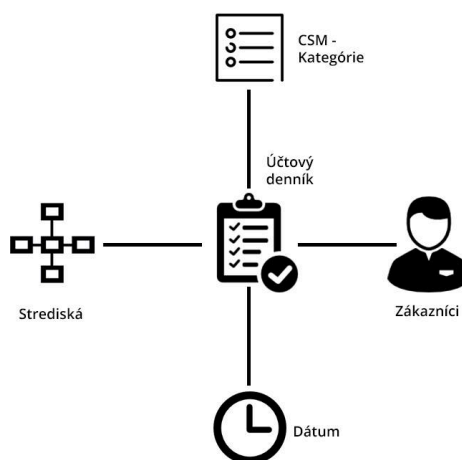 CSM -
Kategórie
Účtový
denník
Strediská
Zákazníci
Dátum